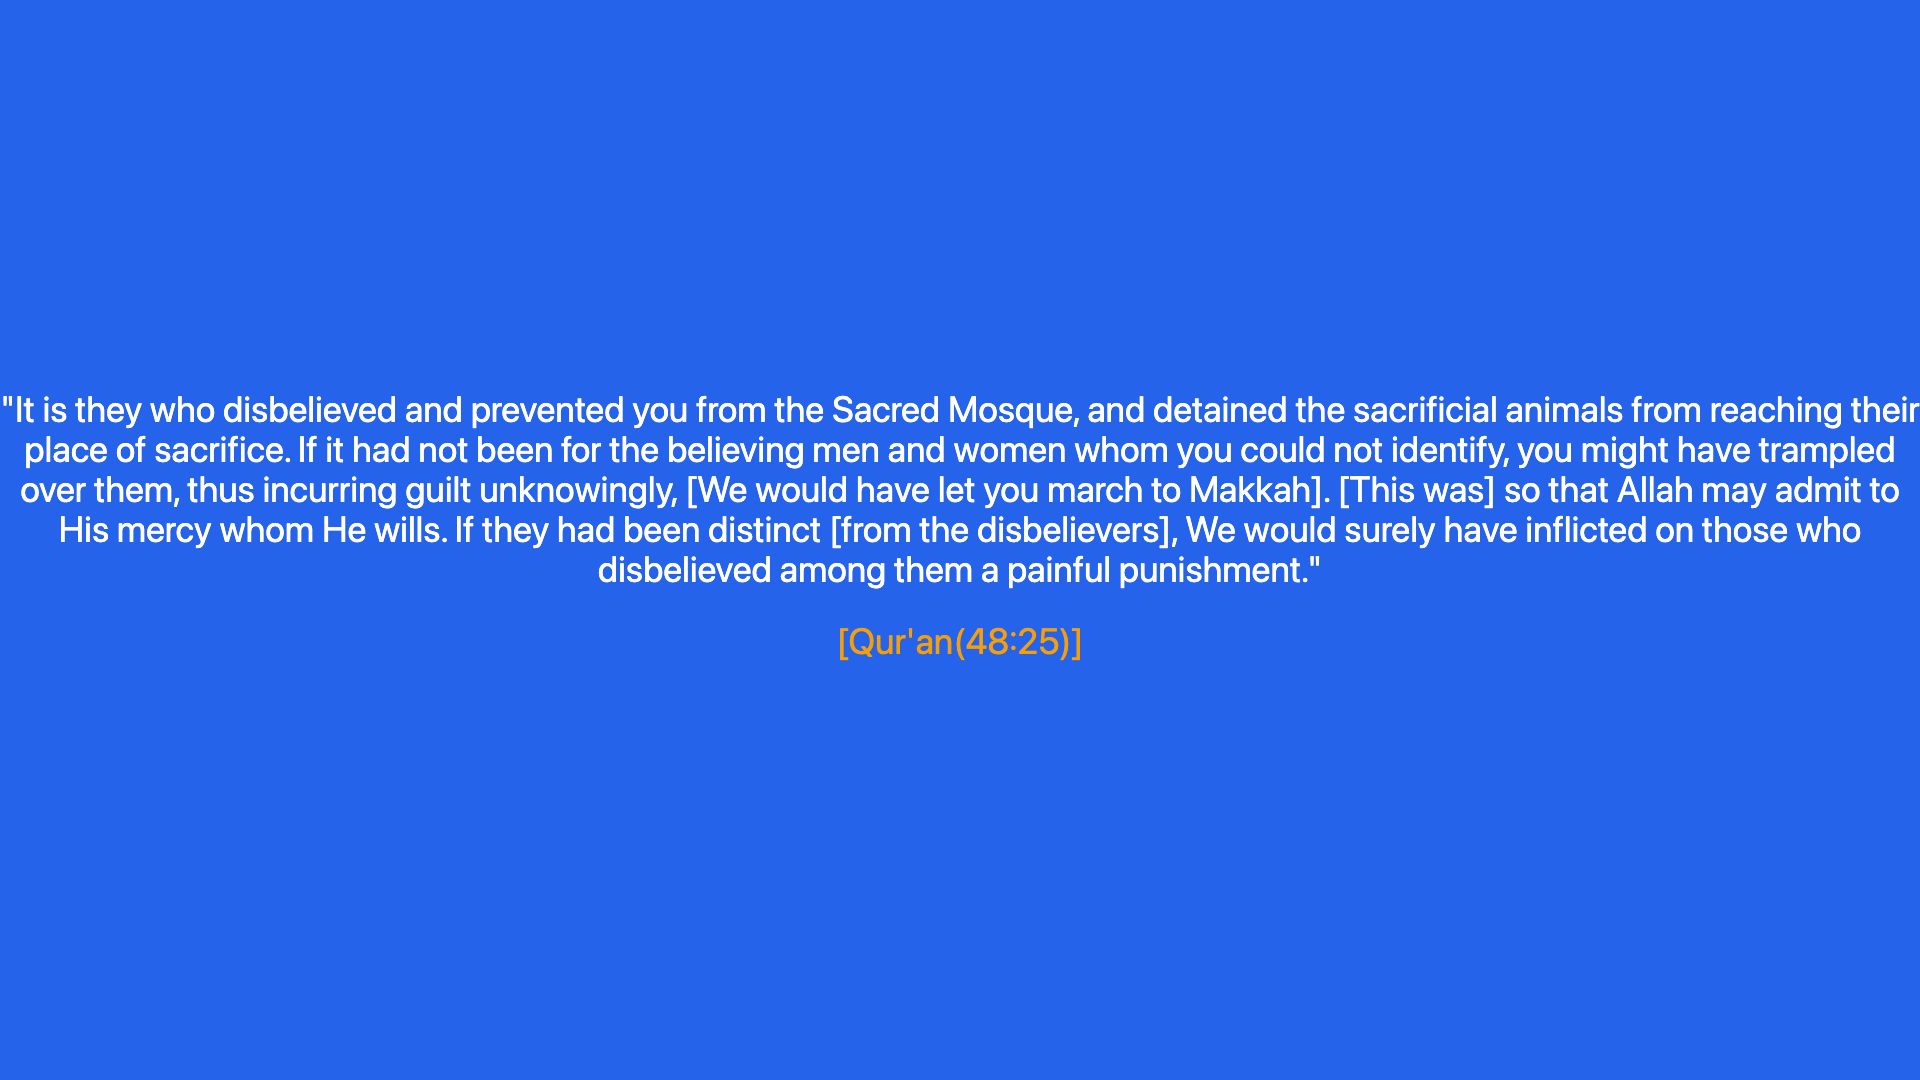 "It is they who disbelieved and prevented you from the Sacred Mosque, and detained the sacrificial animals from reaching their
place of sacrifice. If it had not been for the believing men and women whom you could not identify, you might have trampled
over them, thus incurring guilt unknowingly, [We would have let you march to Makkah]. [This was] so that Allah may admit to
His mercy whom He wills. If they had been distinct [from the disbelievers], We would surely have inflicted on those who
disbelieved among them a painful punishment."
[Qur'an(48:25)]